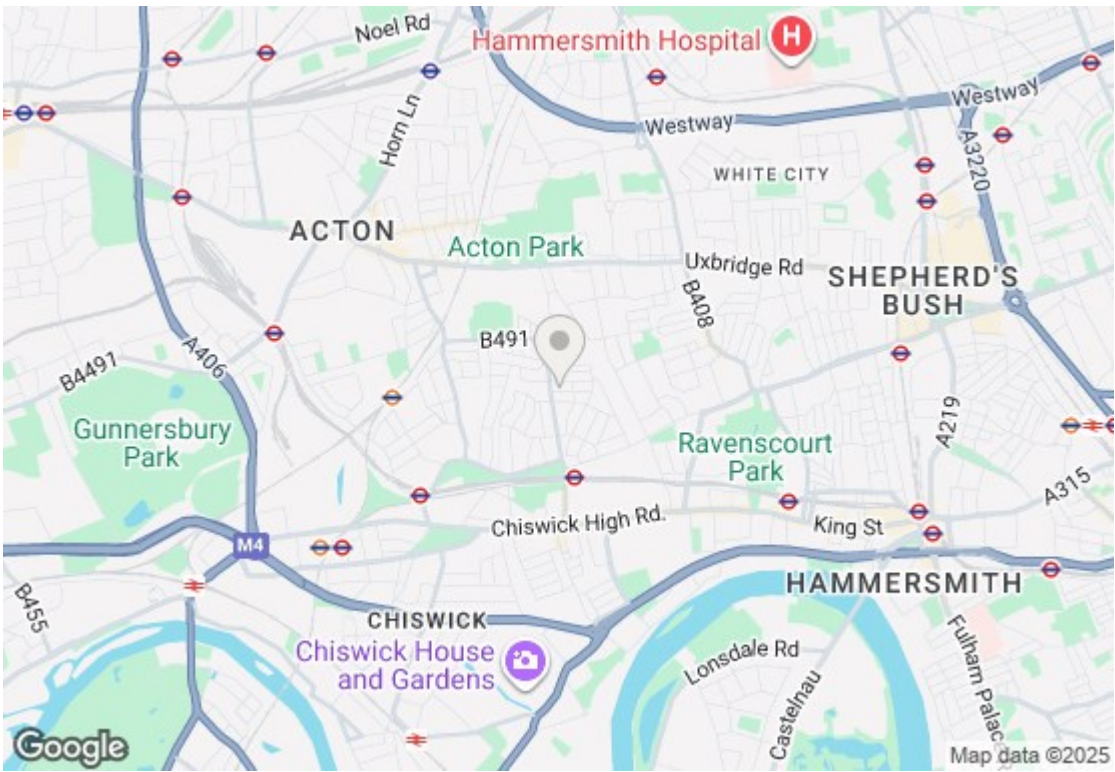 Noel Rd
Hammersmith Hospital
H
Horn Ln
Westway
Westway
A3220
WHITE CITY
ACTON
Acton Park
Uxbridge Rd
SHEPHERD'S
BUSH
B408
B491
A406
B4491
Gunnersbury
Park
Ravenscourt
Park
A219
A315
Chiswick High Rd.
King St
M4
HAMMERSMITH
B455
CHISWICK
Chiswick House
and Gardens
Lonsdale Rd
Castelnau
Fulham Palac
Google
Map data ©2025